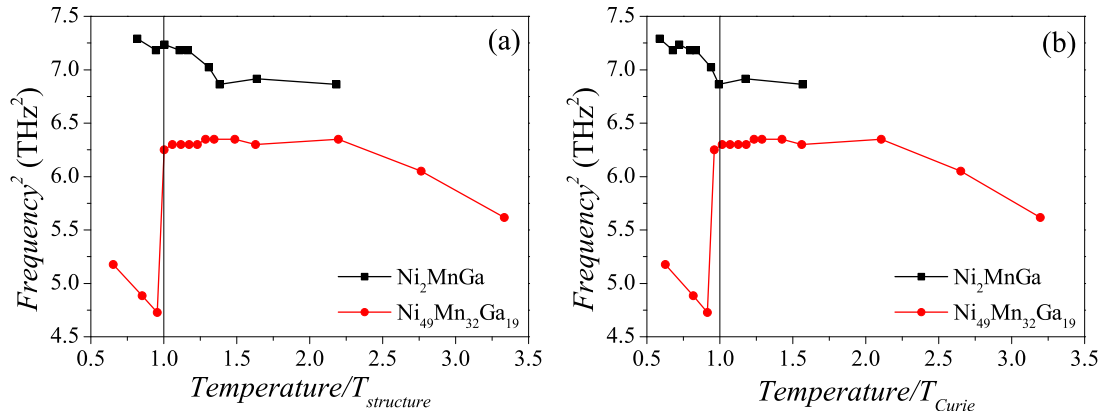 7.5
7.0
6.5
6.0
5.5
5.0
4.5
Frequency² (THz²)
(a)
Ni₂MnGa
Ni₄₉Mn₃₂Ga₁₉
0.5 1.0 1.5 2.0 2.5 3.0 3.5
Temperature/T_structure
7.5
7.0
6.5
6.0
5.5
5.0
4.5
Frequency² (THz²)
(b)
Ni₂MnGa
Ni₄₉Mn₃₂Ga₁₉
0.5 1.0 1.5 2.0 2.5 3.0 3.5
Temperature/T_Curie